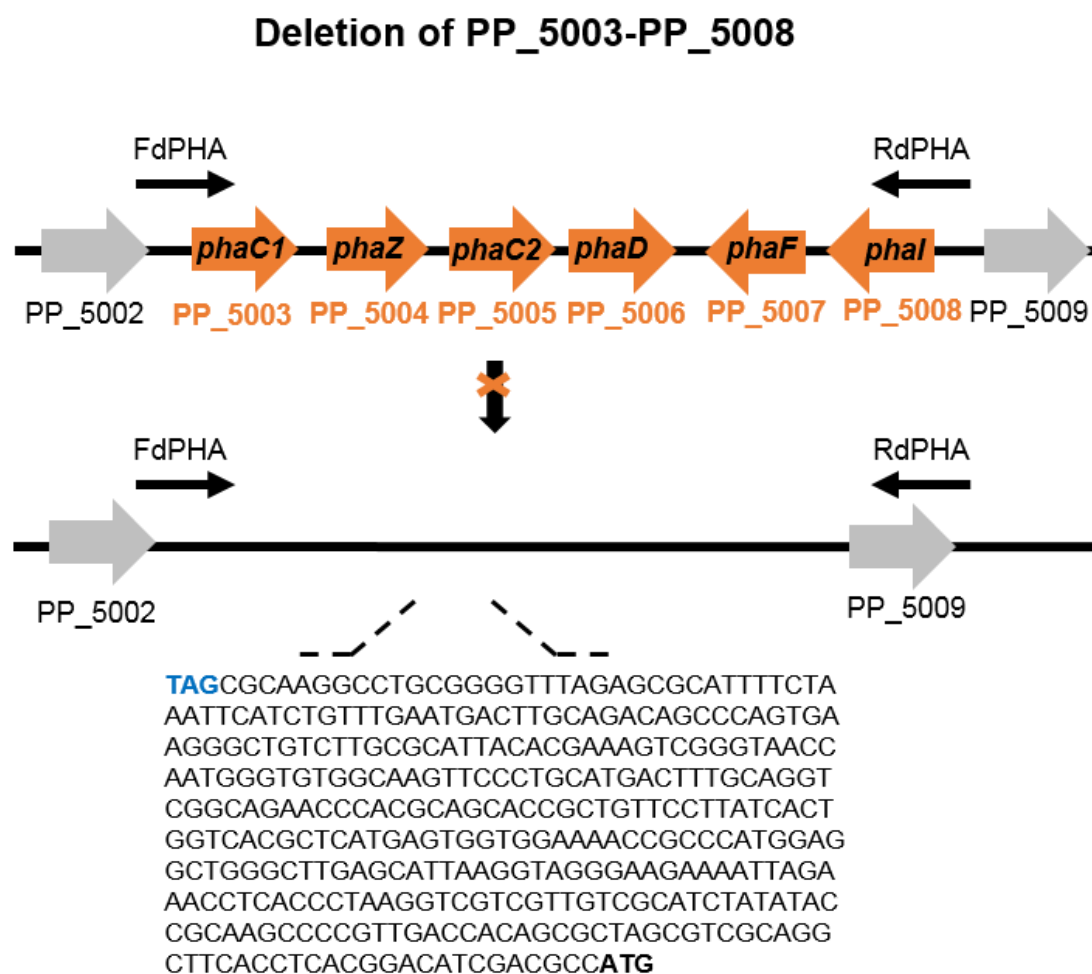 Deletion of PP_5003-PP_5008
FdPHA RdPHA
phaC1 phaZ phaC2 phaD phaF phaI
PP_5002 PP_5003 PP_5004 PP_5005 PP_5006 PP_5007 PP_5008 PP_5009
FdPHA RdPHA
PP_5002 PP_5009
TAGCGCAAGGCCTGCGGGGTTTAGAGCGCATTTTCTA
AATTCATCTGTTTGAATGACTTGCAGACAGCCCAGTGA
AGGGCTGTCTTGCGCATTACACGAAAGTCGGGTAACC
AATGGGTGTGGCAAGTTCCCTGCATGACTTTGCAGGT
CGGCAGAACCCACGCAGCACCGCTGTTCCTTATCACT
GGTCACGCTCATGAGTGGTGGAAAACCGCCCATGGAG
GCTGGGCTTGAGCATTAAGGTAGGGAAGAAAATTAGA
AACCTCACCCTAAGGTCGTCGTTGTCGCATCTATATAC
CGCAAGCCCCGTTGACCACAGCGCTAGCGTCGCAGG
CTTCACCTCACGGACATCGACGCCATG